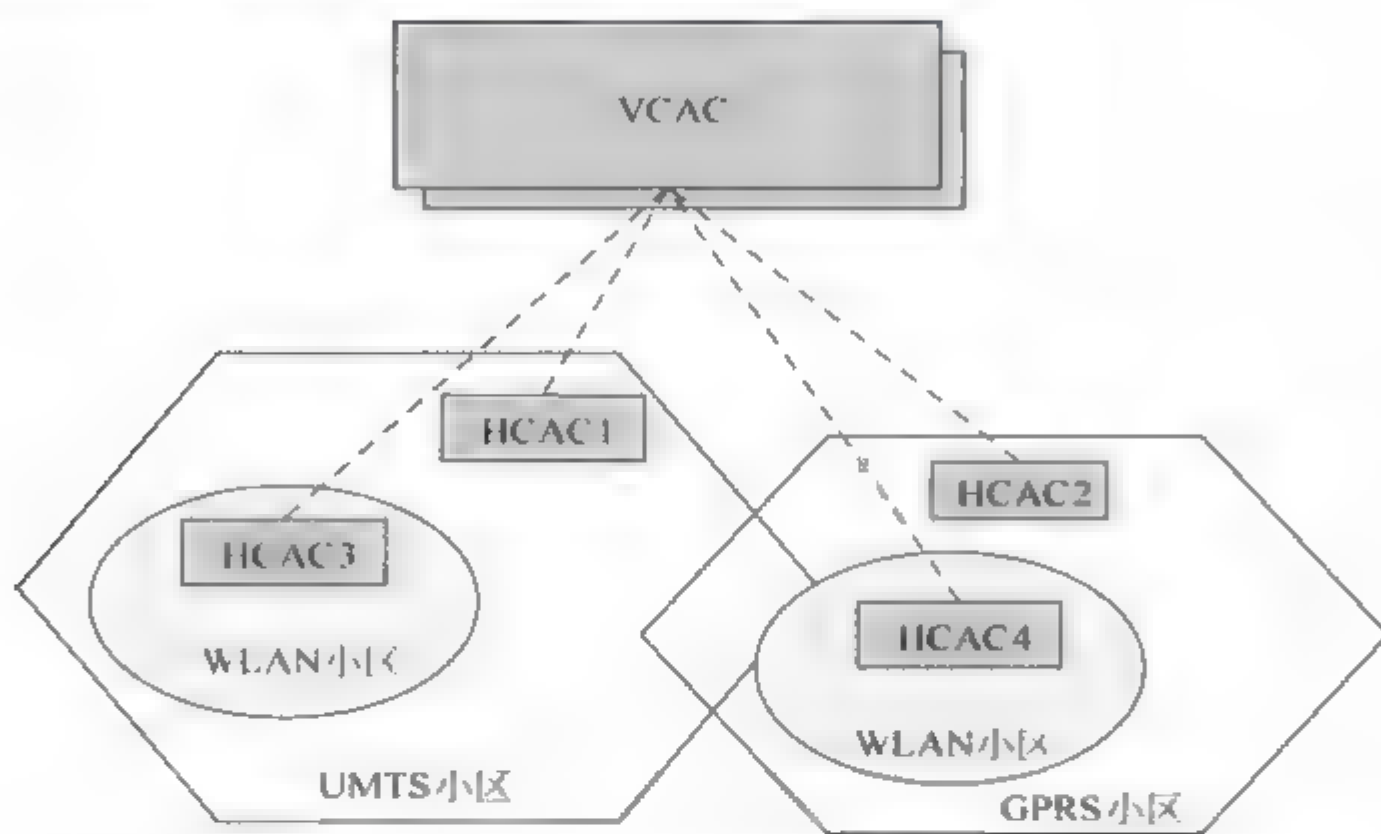 VCAC
HCAC1
HCAC2
HCAC3
HCAC4
WLAN小区
WLAN小区
UMTS小区
GPRS小区